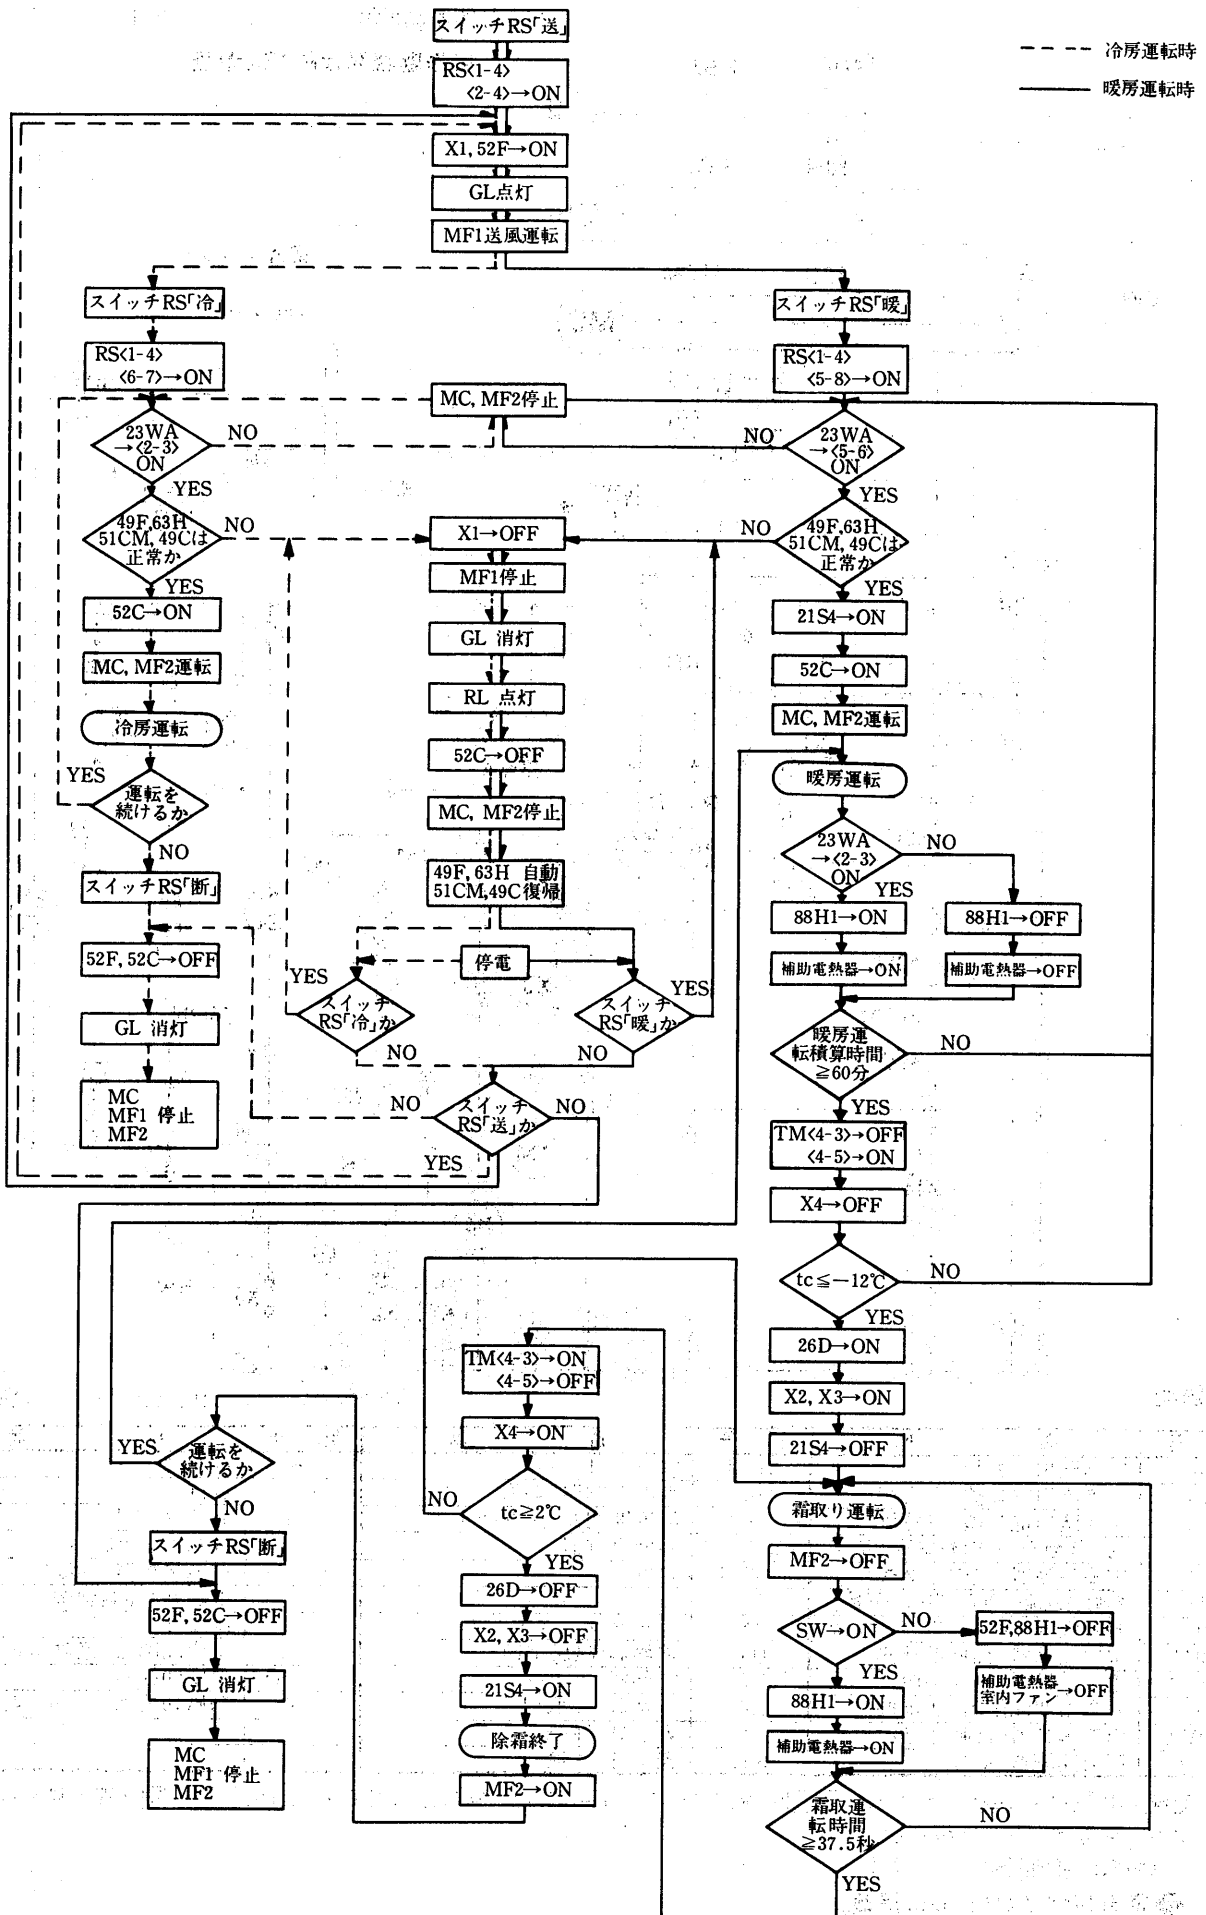 スイッチRS「送」
RS<1-4>
<2-4>→ON
X1,52F→ON
GL点灯
MF1送風運転
冷房運転時
暖房運転時
スイッチRS「冷」
RS<1-4>
<6-7>→ON
23WA
→<2-3>
ON
NO
YES
49F,63H
51CM,49Cは
正常か
NO
YES
52C→ON
MC,MF2運転
冷房運転
運転を
続けるか
YES
NO
スイッチRS「断」
52F,52C→OFF
GL 消灯
MC
MF1 停止
MF2
MC,MF2停止
X1→OFF
MF1停止
GL 消灯
RL 点灯
52C→OFF
MC,MF2停止
49F,63H 自動
51CM,49C復帰
停電
スイッチ
RS「冷」か
YES
NO
スイッチ
RS「暖」か
YES
NO
スイッチ
RS「送」か
NO
NO
YES
スイッチRS「暖」
RS<1-4>
<5-8>→ON
23WA
→<5-6>
ON
NO
YES
49F,63H
51CM,49Cは
正常か
NO
YES
21S4→ON
52C→ON
MC,MF2運転
暖房運転
23WA
→<2-3>
ON
NO
YES
88H1→ON
88H1→OFF
補助電熱器→ON
補助電熱器→OFF
暖房運
転積算時間
≧60分
NO
YES
TM<4-3>→OFF
<4-5>→ON
X4→OFF
tc≦−12℃
NO
YES
26D→ON
X2,X3→ON
21S4→OFF
霜取り運転
MF2→OFF
SW→ON
NO
YES
52F,88H1→OFF
補助電熱器
室内ファン→OFF
88H1→ON
補助電熱器→ON
霜取運
転時間
≧37.5秒
NO
YES
TM<4-3>→ON
<4-5>→OFF
X4→ON
tc≧2℃
NO
YES
26D→OFF
X2,X3→OFF
21S4→ON
除霜終了
MF2→ON
運転を
続けるか
YES
NO
スイッチRS「断」
52F,52C→OFF
GL 消灯
MC
MF1 停止
MF2